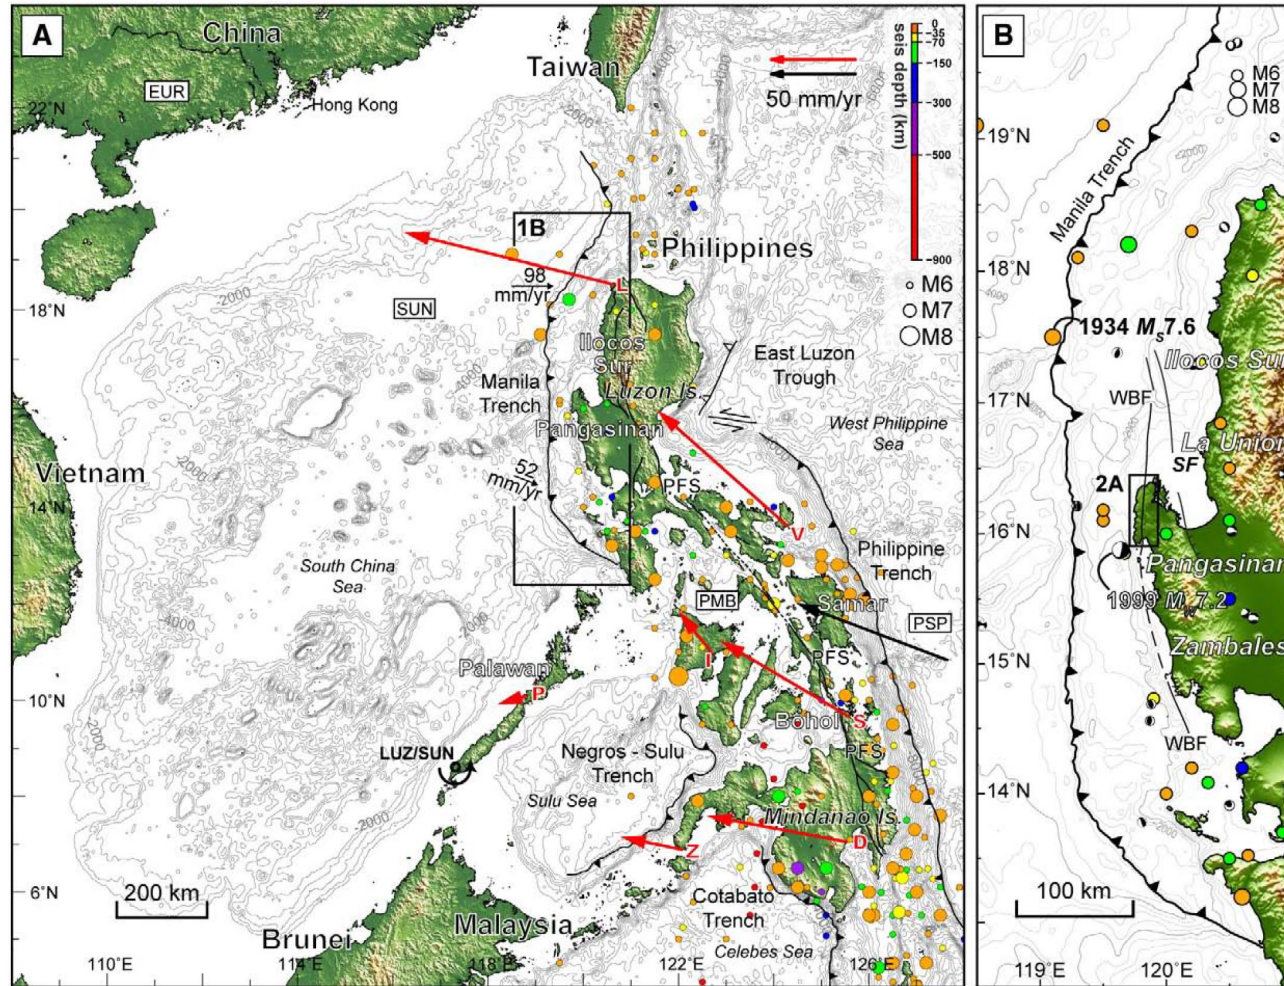 A
China
Taiwan
EUR
Hong Kong
22°N
50 mm/yr
seis depth (km)
0
-35
-70
-150
-300
-500
-900
M6
M7
M8
1B
Philippines
98
mm/yr
L
SUN
18°N
-2000
-4000
Ilocos
Sur
East Luzon
Trough
Manila
Trench
Luzon Is.
Pangasinan
West Philippine
Sea
Vietnam
52
mm/yr
PFS
14°N
V
South China
Sea
Philippine
Trench
PMB
Samar
PSP
I
PFS
Palawan
P
10°N
Bohol
S
LUZ/SUN
Negros - Sulu
Trench
PFS
Sulu Sea
Mindanao Is.
D
Z
6°N
200 km
Cotabato
Trench
Malaysia
Brunei
Celebes Sea
110°E
114°E
118°E
122°E
126°E
B
M6
M7
M8
19°N
Manila Trench
18°N
1934 Ms7.6
Ilocos Sur
WBF
17°N
La Union
SF
2A
16°N
Pangasinan
1999 Mw7.2
Zambales
15°N
WBF
14°N
100 km
119°E
120°E